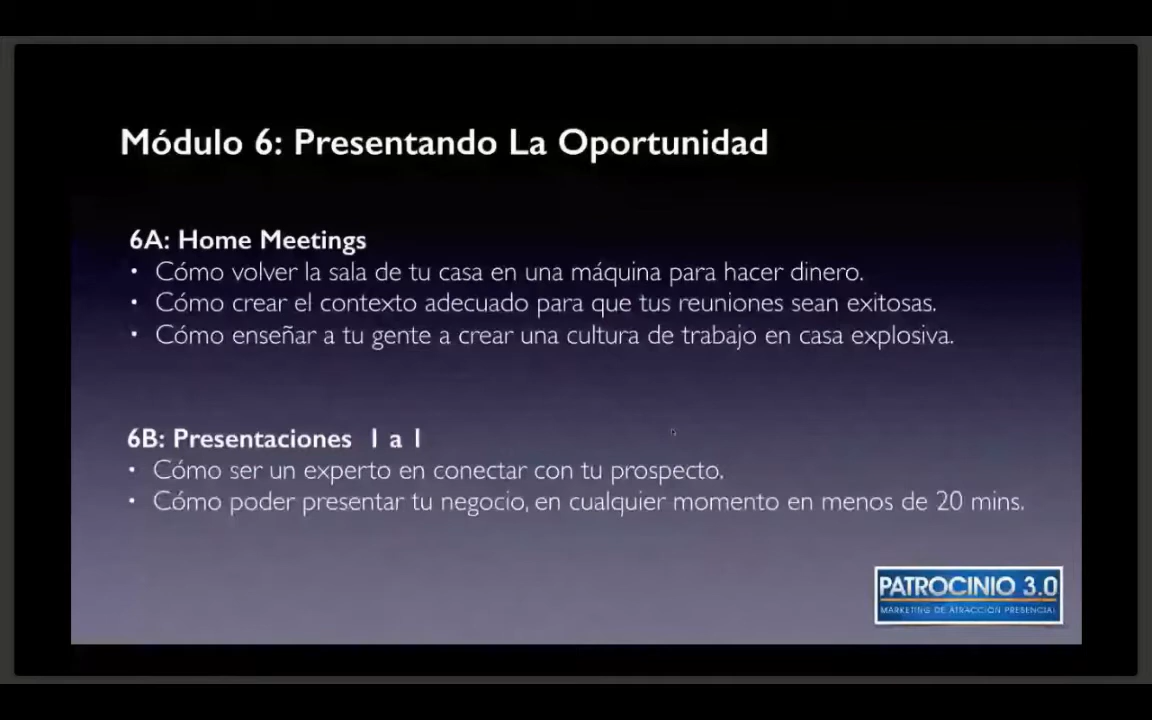 Módulo 6: Presentando La Oportunidad
6A: Home Meetings
• Cómo volver la sala de tu casa en una máquina para hacer dinero.
• Cómo crear el contexto adecuado para que tus reuniones sean exitosas.
• Cómo enseñar a tu gente a crear una cultura de trabajo en casa explosiva.
6B: Presentaciones 1 a 1
• Cómo ser un experto en conectar con tu prospecto.
• Cómo poder presentar tu negocio, en cualquier momento en menos de 20 mins.
PATROCINIO 3.0
MARKETING DE ATRACCIÓN PRESENCIAL